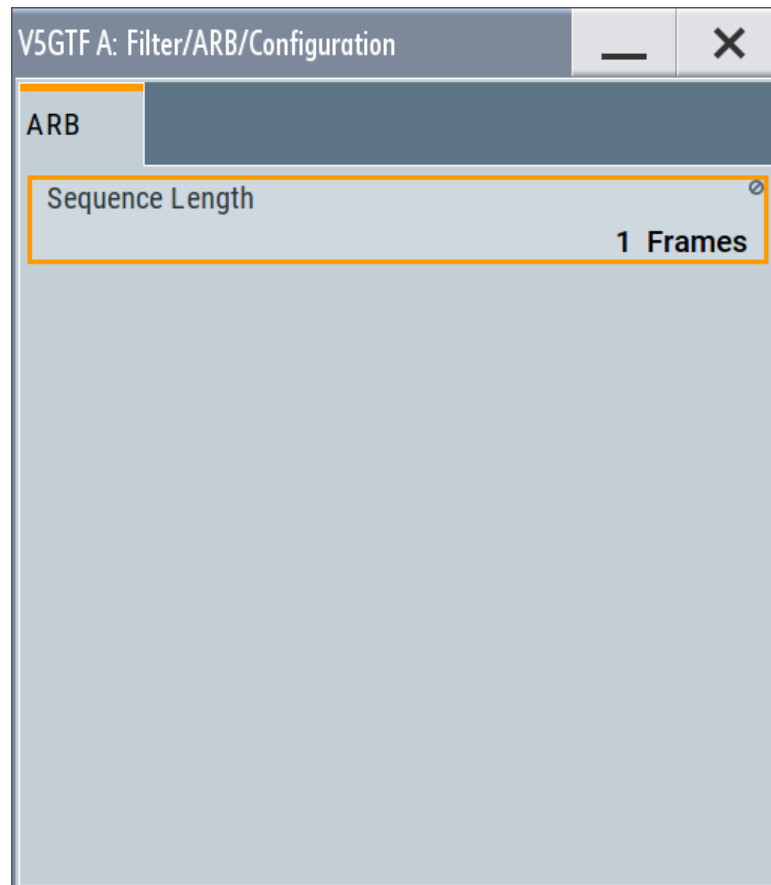 V5GTF A: Filter/ARB/Configuration
ARB
Sequence Length
1 Frames